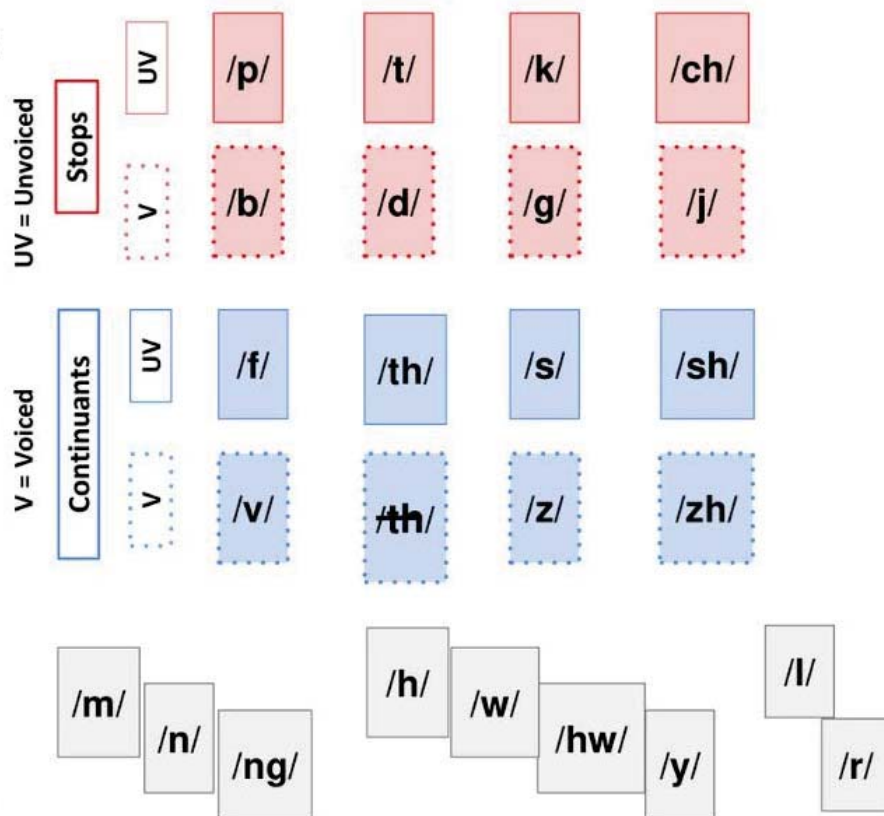 UV = Unvoiced
V = Voiced
Stops
UV
/p/ /t/ /k/ /ch/
V
/b/ /d/ /g/ /j/
Continuants
UV
/f/ /th/ /s/ /sh/
V
/v/ /th/ /z/ /zh/
/m/ /n/ /ng/
/h/ /w/ /hw/ /y/
/l/ /r/